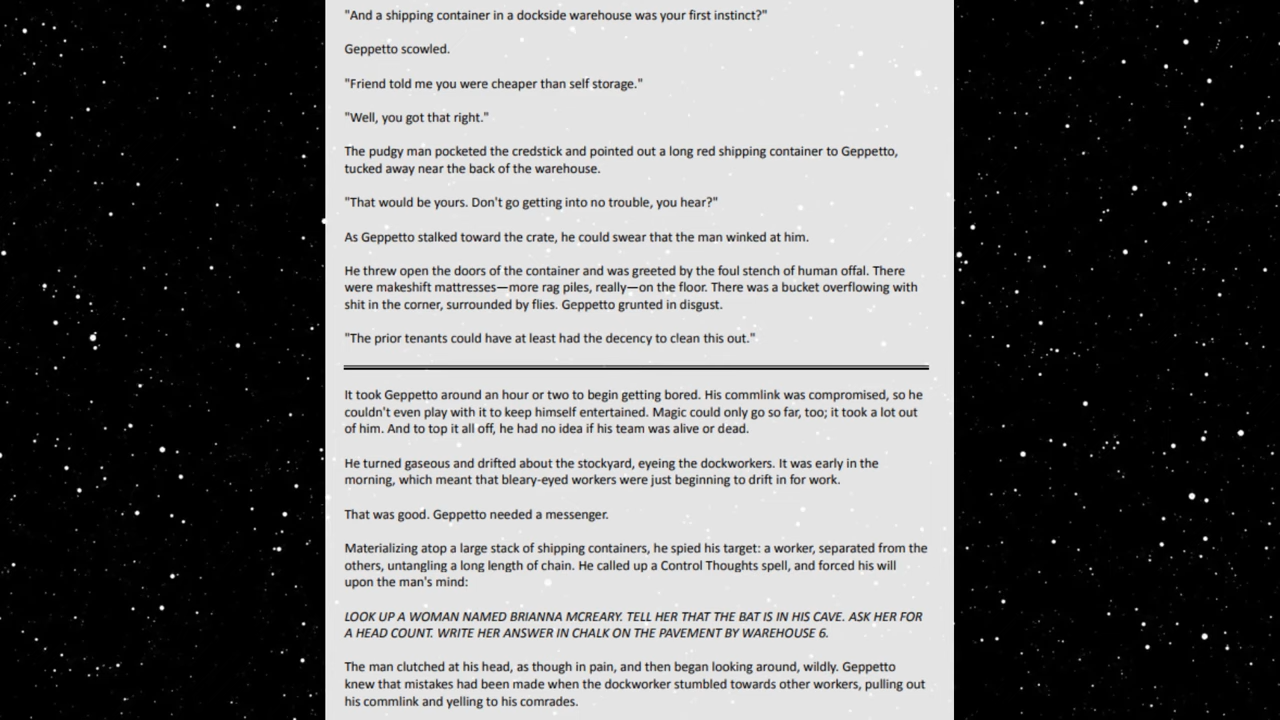 "And a shipping container in a dockside warehouse was your first instinct?"
Geppetto scowled.
"Friend told me you were cheaper than self storage."
"Well, you got that right."
The pudgy man pocketed the credstick and pointed out a long red shipping container to Geppetto,
tucked away near the back of the warehouse.
"That would be yours. Don't go getting into no trouble, you hear?"
As Geppetto stalked toward the crate, he could swear that the man winked at him.
He threw open the doors of the container and was greeted by the foul stench of human offal. There
were makeshift mattresses—more rag piles, really—on the floor. There was a bucket overflowing with
shit in the corner, surrounded by flies. Geppetto grunted in disgust.
"The prior tenants could have at least had the decency to clean this out."
It took Geppetto around an hour or two to begin getting bored. His commlink was compromised, so he
couldn't even play with it to keep himself entertained. Magic could only go so far, too; it took a lot out
of him. And to top it all off, he had no idea if his team was alive or dead.
He turned gaseous and drifted about the stockyard, eyeing the dockworkers. It was early in the
morning, which meant that bleary-eyed workers were just beginning to drift in for work.
That was good. Geppetto needed a messenger.
Materializing atop a large stack of shipping containers, he spied his target: a worker, separated from the
others, untangling a long length of chain. He called up a Control Thoughts spell, and forced his will
upon the man's mind:
LOOK UP A WOMAN NAMED BRIANNA MCREARY. TELL HER THAT THE BAT IS IN HIS CAVE. ASK HER FOR
A HEAD COUNT. WRITE HER ANSWER IN CHALK ON THE PAVEMENT BY WAREHOUSE 6.
The man clutched at his head, as though in pain, and then began looking around, wildly. Geppetto
knew that mistakes had been made when the dockworker stumbled towards other workers, pulling out
his commlink and yelling to his comrades.